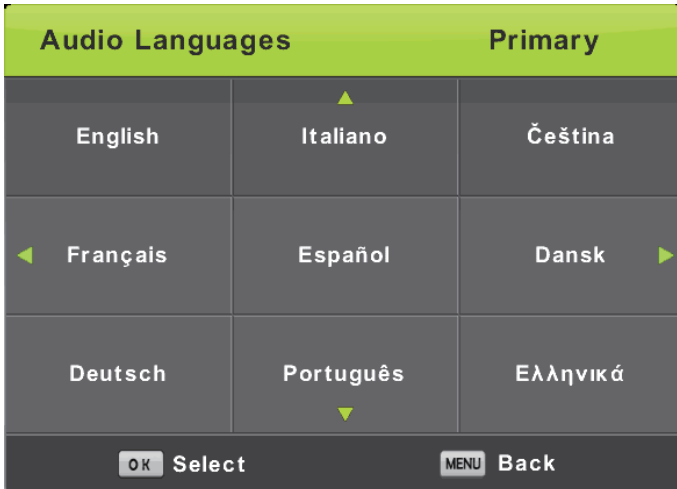 Audio Languages Primary
English Italiano Čeština
Français Español Dansk
Deutsch Português Ελληνικά
OK Select MENU Back